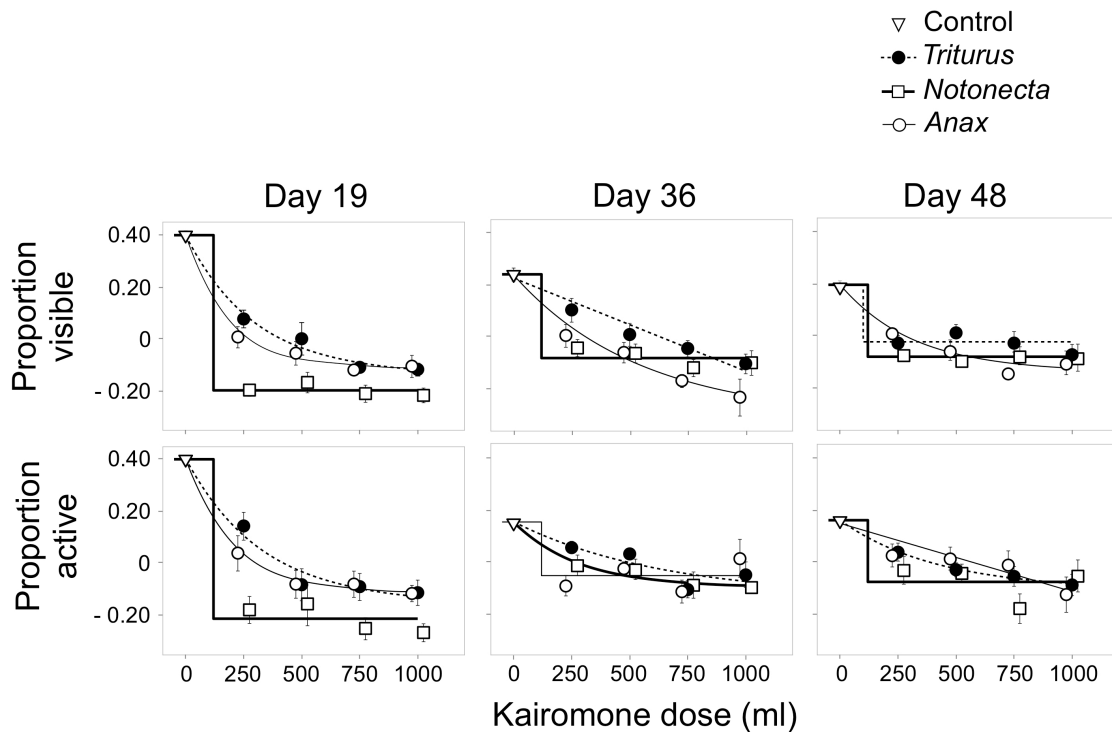 Control
Triturus
Notonecta
Anax
Day 19
Day 36
Day 48
Proportion
visible
0.40
0.20
0
- 0.20
Proportion
active
0.40
0.20
0
- 0.20
0 250 500 750 1000
0 250 500 750 1000
0 250 500 750 1000
Kairomone dose (ml)